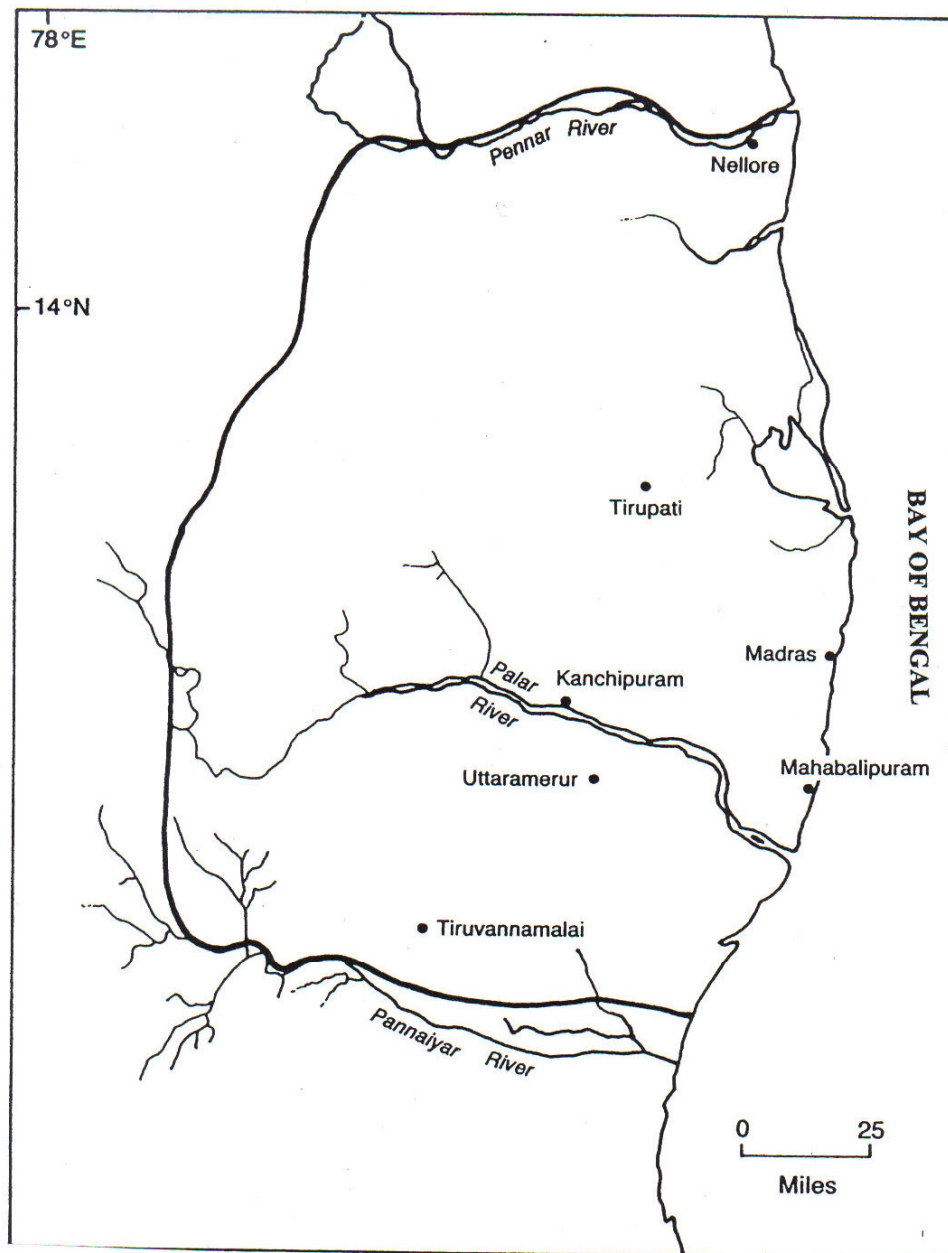 78°E
Pennar River
Nellore
14°N
Tirupati
BAY OF BENGAL
Madras
Palar
River
Kanchipuram
Mahabalipuram
Uttaramerur
Tiruvannamalai
Pannaiyar River
0 25
Miles